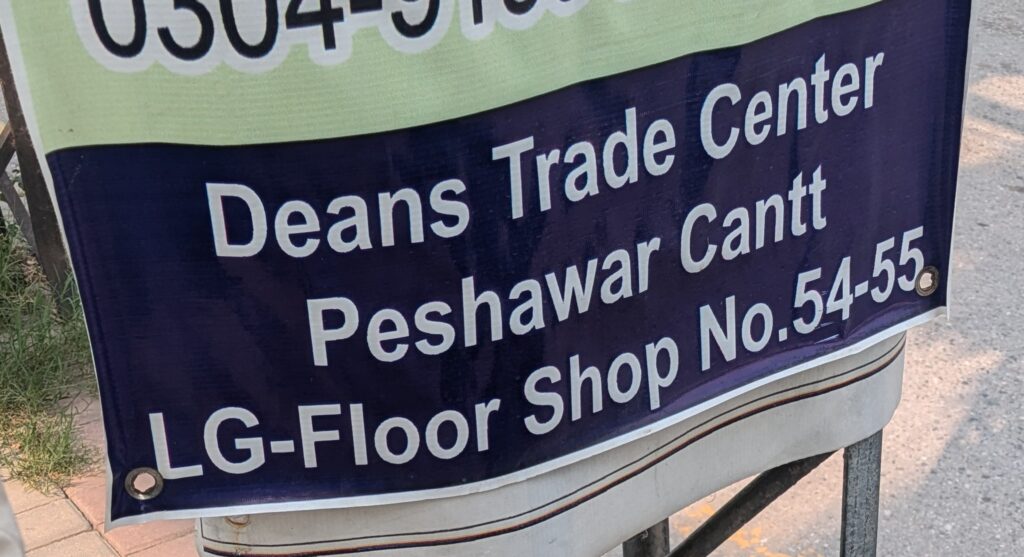 Deans Trade Center
Peshawar Cantt
LG-Floor Shop No.54-55